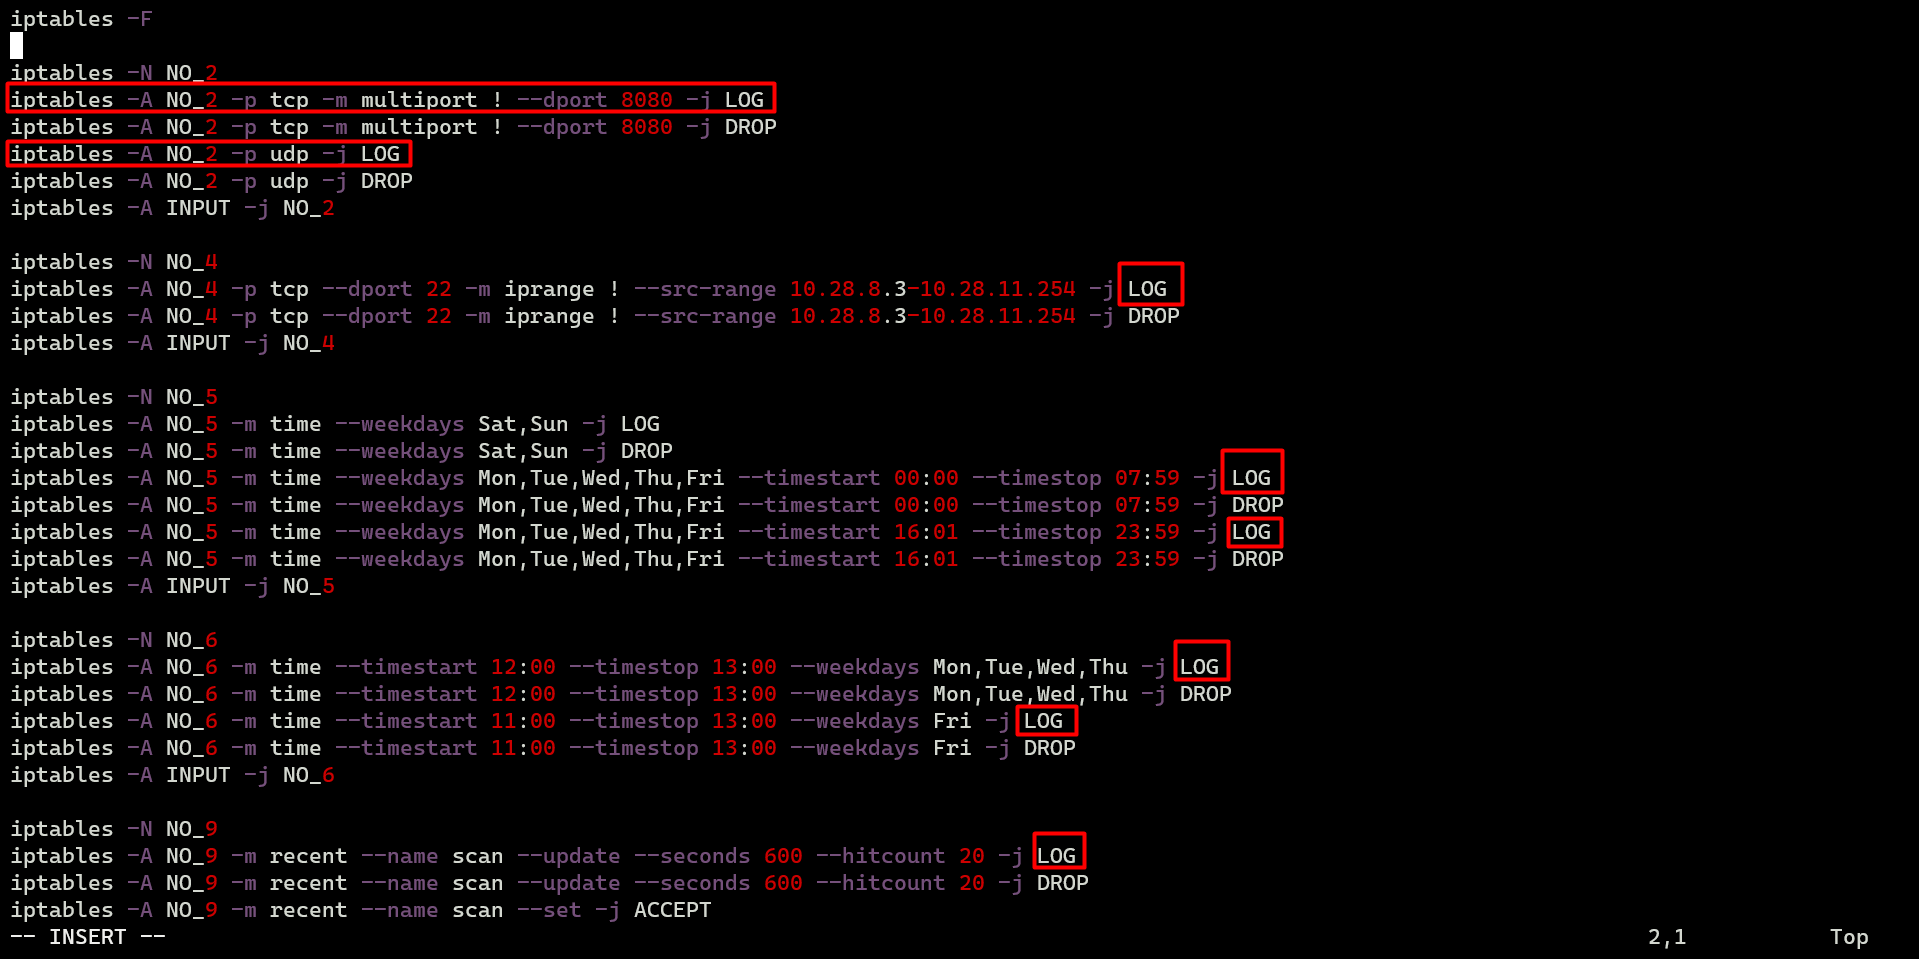 iptables -F
iptables -N NO_2
iptables -A NO_2 -p tcp -m multiport ! --dport 8080 -j LOG
iptables -A NO_2 -p tcp -m multiport ! --dport 8080 -j DROP
iptables -A NO_2 -p udp -j LOG
iptables -A NO_2 -p udp -j DROP
iptables -A INPUT -j NO_2
iptables -N NO_4
iptables -A NO_4 -p tcp --dport 22 -m iprange ! --src-range 10.28.8.3-10.28.11.254 -j LOG
iptables -A NO_4 -p tcp --dport 22 -m iprange ! --src-range 10.28.8.3-10.28.11.254 -j DROP
iptables -A INPUT -j NO_4
iptables -N NO_5
iptables -A NO_5 -m time --weekdays Sat,Sun -j LOG
iptables -A NO_5 -m time --weekdays Sat,Sun -j DROP
iptables -A NO_5 -m time --weekdays Mon,Tue,Wed,Thu,Fri --timestart 00:00 --timestop 07:59 -j LOG
iptables -A NO_5 -m time --weekdays Mon,Tue,Wed,Thu,Fri --timestart 00:00 --timestop 07:59 -j DROP
iptables -A NO_5 -m time --weekdays Mon,Tue,Wed,Thu,Fri --timestart 16:01 --timestop 23:59 -j LOG
iptables -A NO_5 -m time --weekdays Mon,Tue,Wed,Thu,Fri --timestart 16:01 --timestop 23:59 -j DROP
iptables -A INPUT -j NO_5
iptables -N NO_6
iptables -A NO_6 -m time --timestart 12:00 --timestop 13:00 --weekdays Mon,Tue,Wed,Thu -j LOG
iptables -A NO_6 -m time --timestart 12:00 --timestop 13:00 --weekdays Mon,Tue,Wed,Thu -j DROP
iptables -A NO_6 -m time --timestart 11:00 --timestop 13:00 --weekdays Fri -j LOG
iptables -A NO_6 -m time --timestart 11:00 --timestop 13:00 --weekdays Fri -j DROP
iptables -A INPUT -j NO_6
iptables -N NO_9
iptables -A NO_9 -m recent --name scan --update --seconds 600 --hitcount 20 -j LOG
iptables -A NO_9 -m recent --name scan --update --seconds 600 --hitcount 20 -j DROP
iptables -A NO_9 -m recent --name scan --set -j ACCEPT
-- INSERT -- 2,1 Top